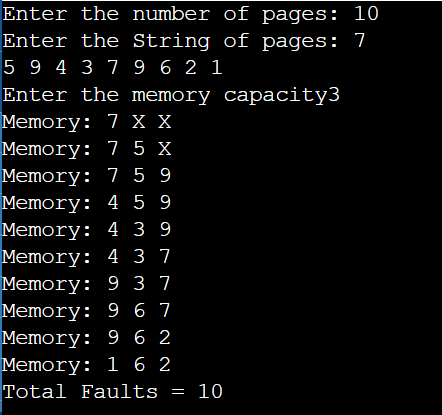 Enter the number of pages: 10
Enter the String of pages: 7
5 9 4 3 7 9 6 2 1
Enter the memory capacity3
Memory: 7 X X
Memory: 7 5 X
Memory: 7 5 9
Memory: 4 5 9
Memory: 4 3 9
Memory: 4 3 7
Memory: 9 3 7
Memory: 9 6 7
Memory: 9 6 2
Memory: 1 6 2
Total Faults = 10